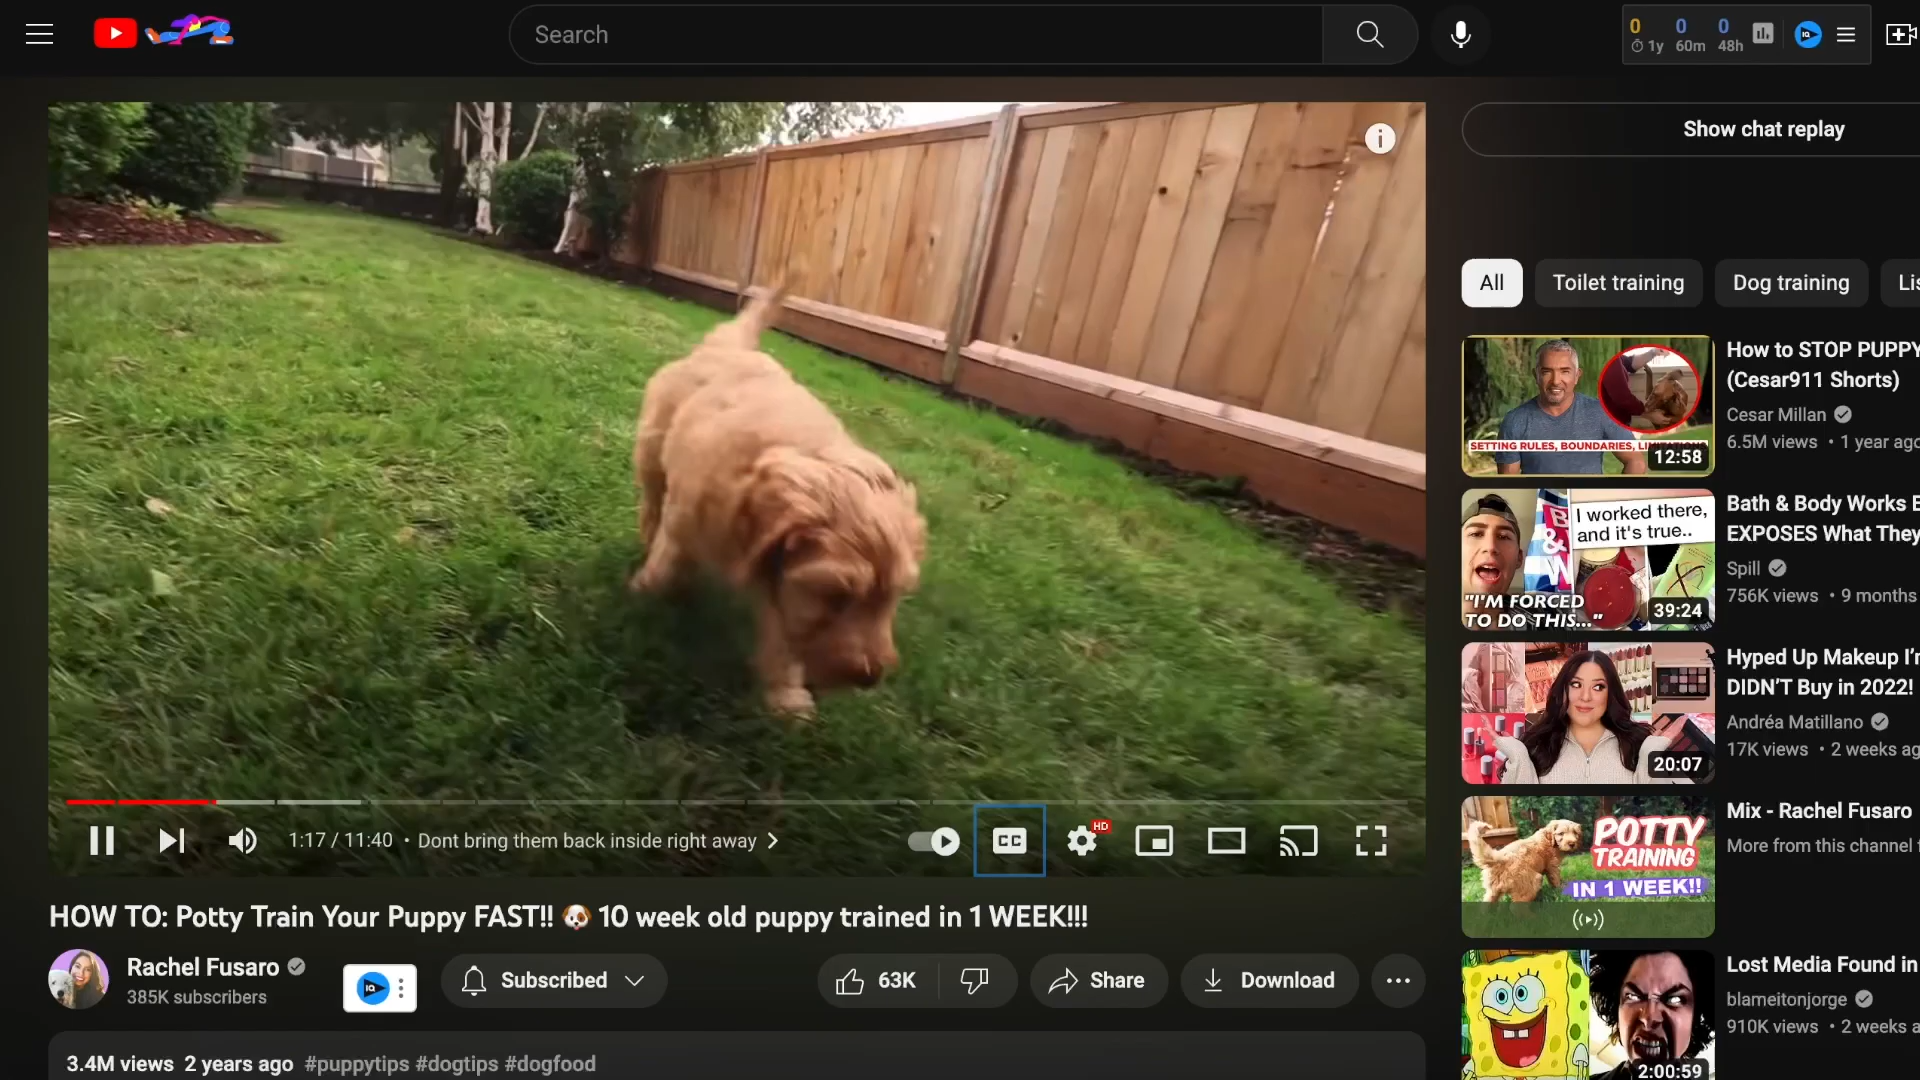 Search
0 0 0
1y 60m 48h
Show chat replay
All
Toilet training
Dog training
Lis
SETTING RULES, BOUNDARIES, LIMITATIONS
12:58
How to STOP PUPPY
(Cesar911 Shorts)
Cesar Millan
6.5M views • 1 year ago
I worked there,
and it's true..
"I'M FORCED
TO DO THIS..."
39:24
Bath & Body Works E
EXPOSES What They
Spill
756K views • 9 months
20:07
Hyped Up Makeup I'm
DIDN'T Buy in 2022!
Andréa Matillano
17K views • 2 weeks ag
POTTY
TRAINING
IN 1 WEEK!!
Mix - Rachel Fusaro
More from this channel
2:00:59
Lost Media Found in
blameitonjorge
910K views • 2 weeks a
1:17 / 11:40 • Dont bring them back inside right away
CC
HD
HOW TO: Potty Train Your Puppy FAST!! 🐶 10 week old puppy trained in 1 WEEK!!!
Rachel Fusaro
385K subscribers
IQ
Subscribed
63K
Share
Download
3.4M views 2 years ago #puppytips #dogtips #dogfood